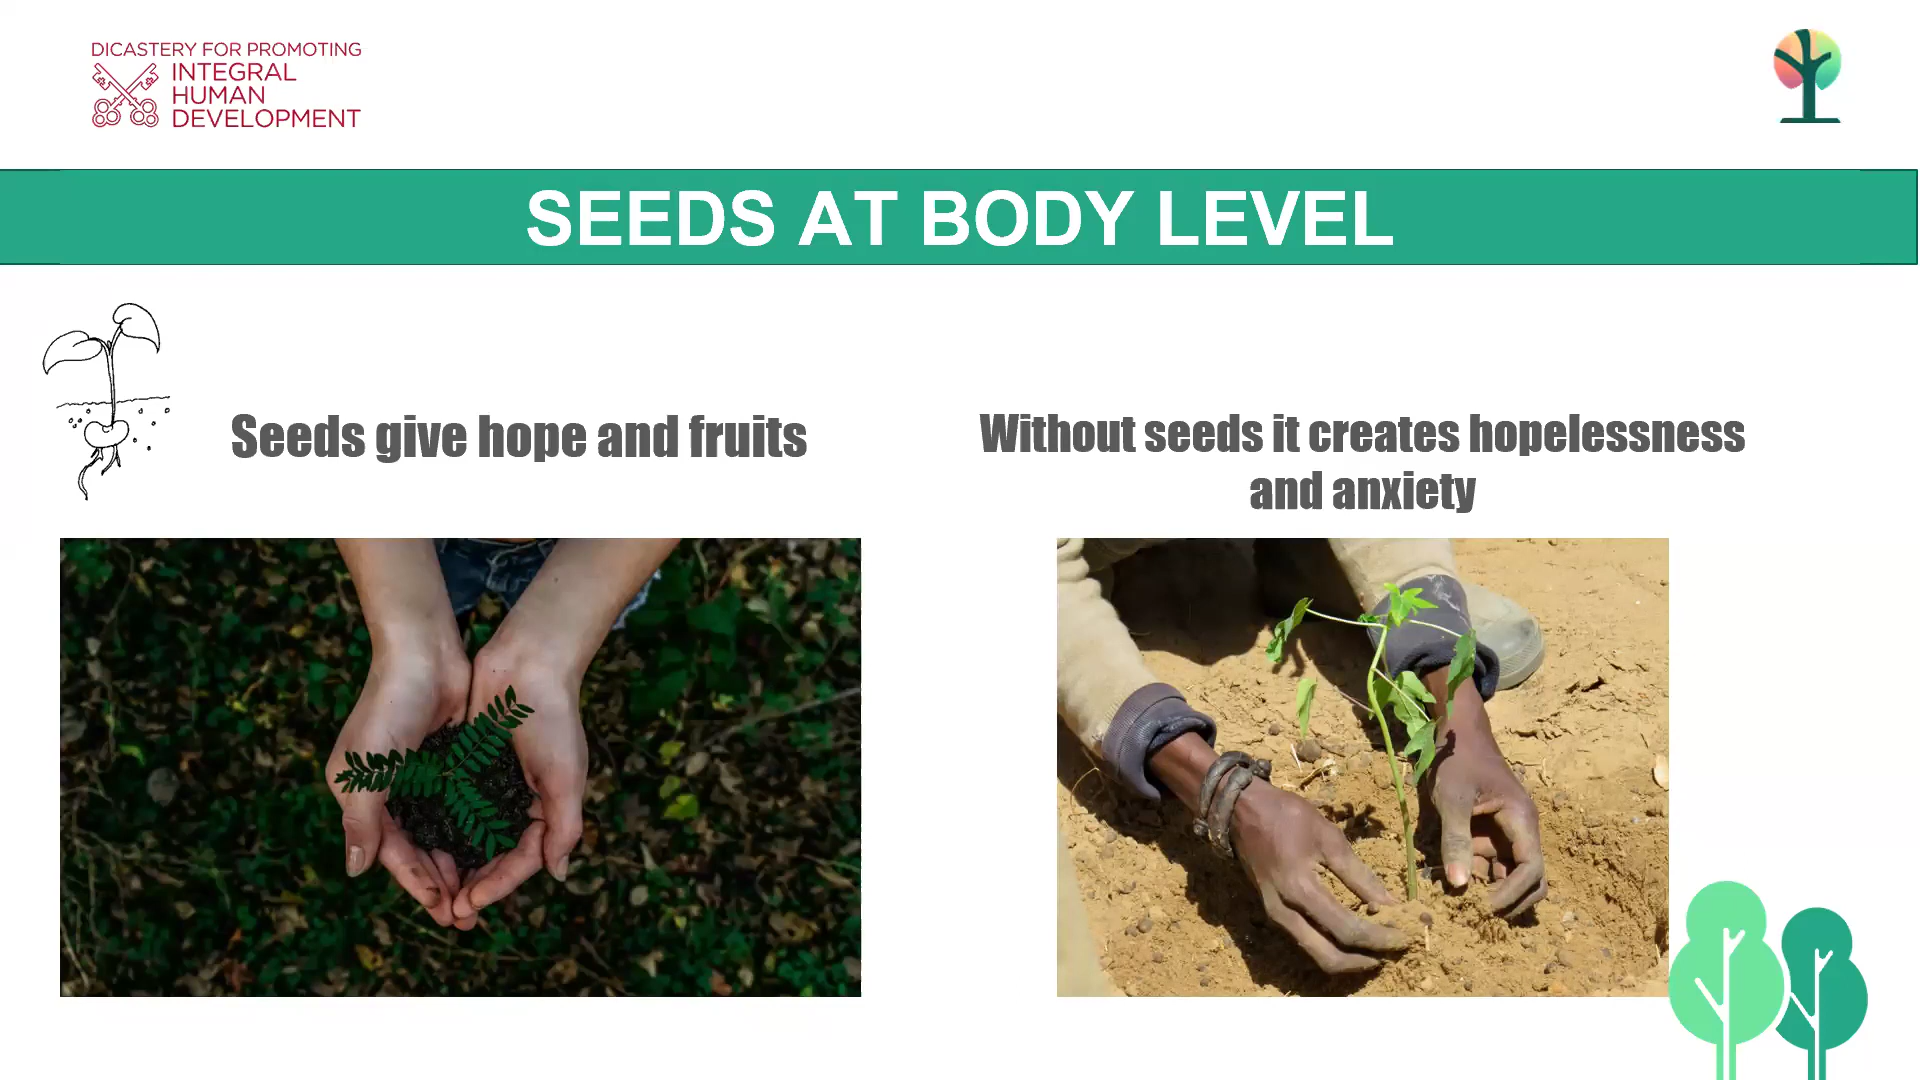 DICASTERY FOR PROMOTING
INTEGRAL
HUMAN
DEVELOPMENT
SEEDS AT BODY LEVEL
Seeds give hope and fruits
Without seeds it creates hopelessness
and anxiety